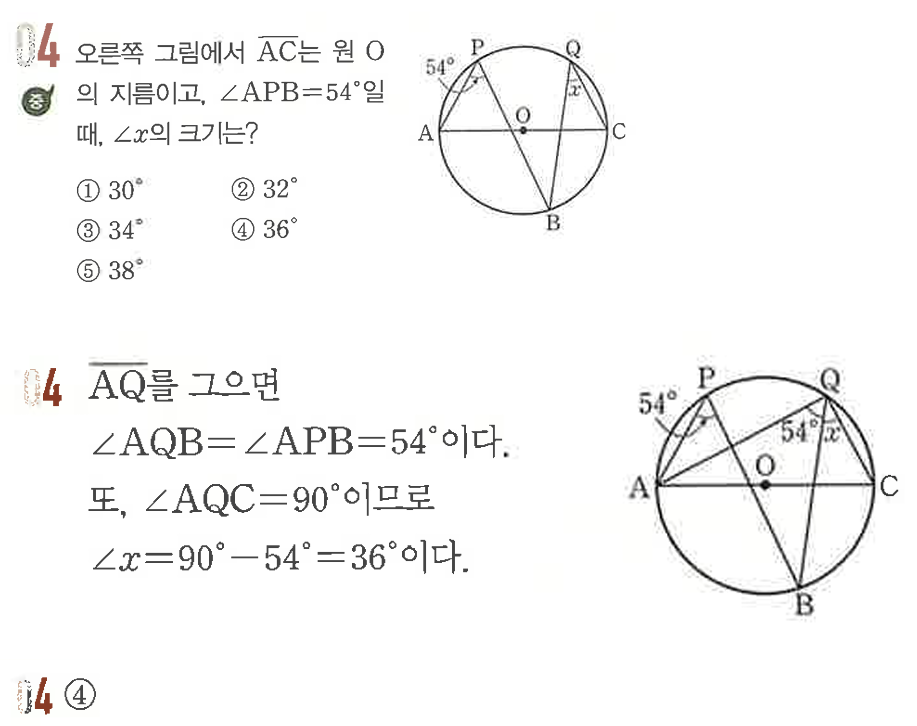 04 오른쪽 그림에서 AC는 원 O
중 의 지름이고, ∠APB=54°일
때, ∠x의 크기는?
① 30° ② 32°
③ 34° ④ 36°
⑤ 38°
P Q
54° x
O
A C
B
04 AQ를 그으면
∠AQB=∠APB=54°이다.
또, ∠AQC=90°이므로
∠x=90°-54°=36°이다.
P Q
54°
54° x
O
A C
B
04 ④